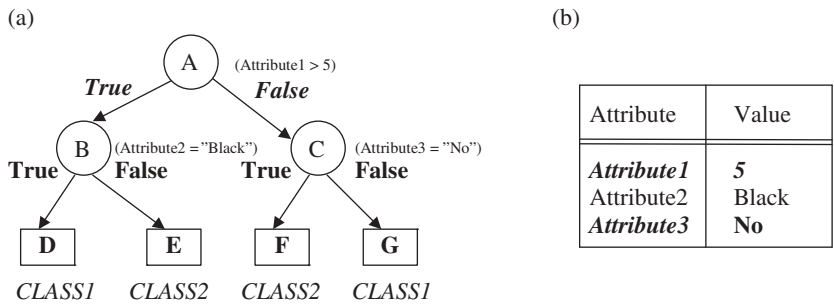 (a)
A
(Attribute1 > 5)
True
False
B
(Attribute2 = "Black")
C
(Attribute3 = "No")
True
False
True
False
D
E
F
G
CLASS1
CLASS2
CLASS2
CLASS1
(b)
Attribute Value
Attribute1 5
Attribute2 Black
Attribute3 No